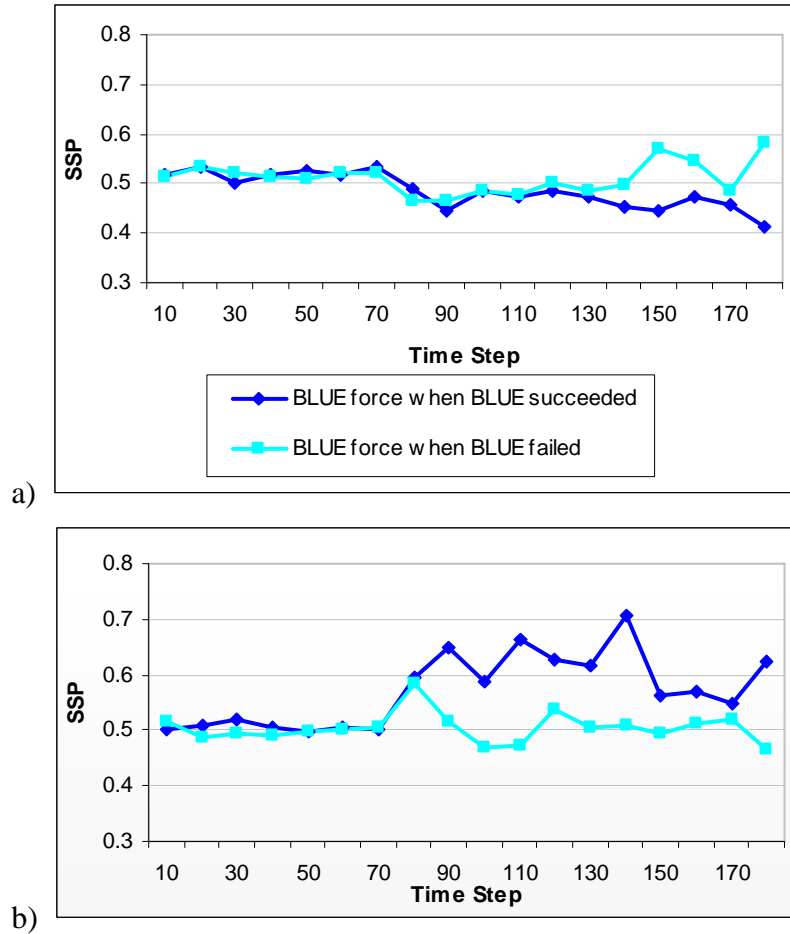 0.8
0.7
0.6
0.5
0.4
0.3
SSP
10 30 50 70 90 110 130 150 170
Time Step
BLUE force when BLUE succeeded
BLUE force when BLUE failed
a)
0.8
0.7
0.6
0.5
0.4
0.3
SSP
10 30 50 70 90 110 130 150 170
Time Step
b)